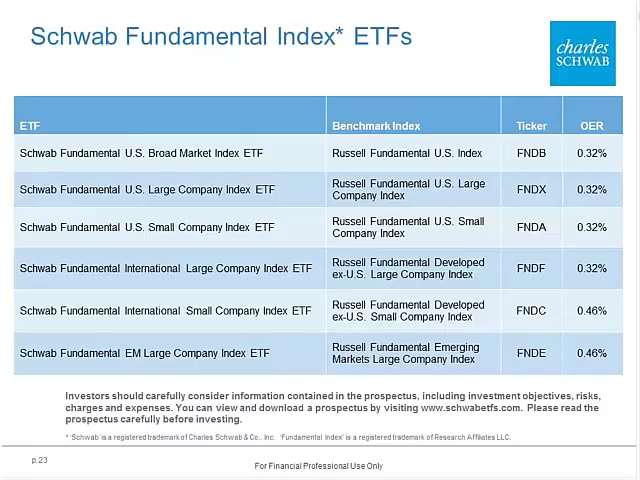 Schwab Fundamental Index* ETFs
charles
SCHWAB
ETF Benchmark Index Ticker OER
Schwab Fundamental U.S. Broad Market Index ETF Russell Fundamental U.S. Index FNDB 0.32%
Schwab Fundamental U.S. Large Company Index ETF Russell Fundamental U.S. Large
Company Index FNDX 0.32%
Schwab Fundamental U.S. Small Company Index ETF Russell Fundamental U.S. Small
Company Index FNDA 0.32%
Schwab Fundamental International Large Company Index ETF Russell Fundamental Developed
ex-U.S. Large Company Index FNDF 0.32%
Schwab Fundamental International Small Company Index ETF Russell Fundamental Developed
ex-U.S. Small Company Index FNDC 0.46%
Schwab Fundamental EM Large Company Index ETF Russell Fundamental Emerging
Markets Large Company Index FNDE 0.46%
Investors should carefully consider information contained in the prospectus, including investment objectives, risks,
charges and expenses. You can view and download a prospectus by visiting www.schwabetfs.com. Please read the
prospectus carefully before investing.
* 'Schwab' is a registered trademark of Charles Schwab & Co., Inc. 'Fundamental Index' is a registered trademark of Research Affiliates LLC.
p.23
For Financial Professional Use Only